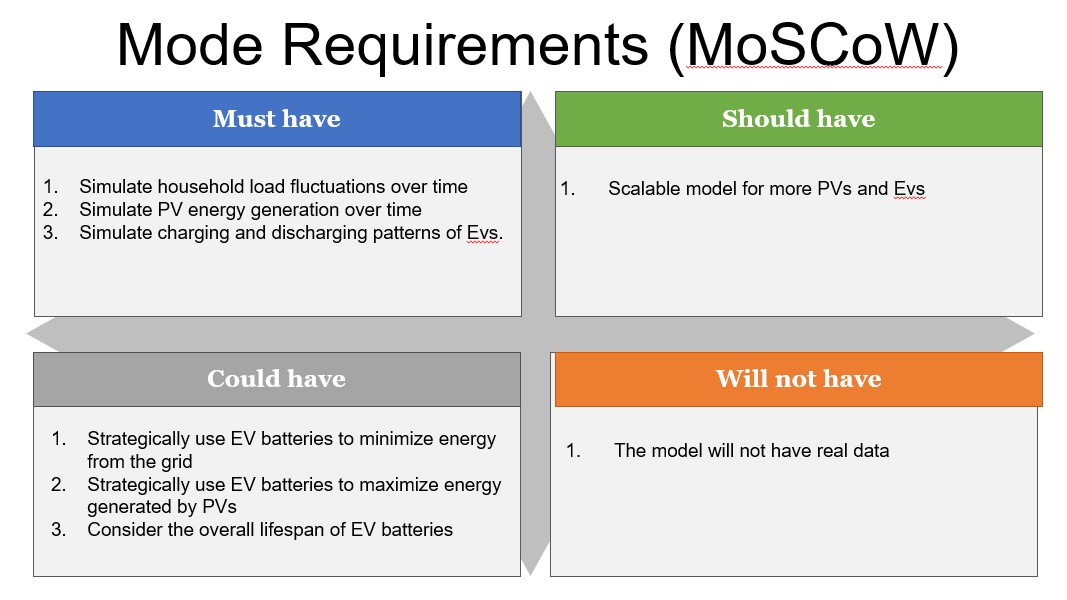 Mode Requirements (MoSCoW)
Must have
1. Simulate household load fluctuations over time
2. Simulate PV energy generation over time
3. Simulate charging and discharging patterns of Evs.
Should have
1. Scalable model for more PVs and Evs
Could have
1. Strategically use EV batteries to minimize energy
from the grid
2. Strategically use EV batteries to maximize energy
generated by PVs
3. Consider the overall lifespan of EV batteries
Will not have
1. The model will not have real data